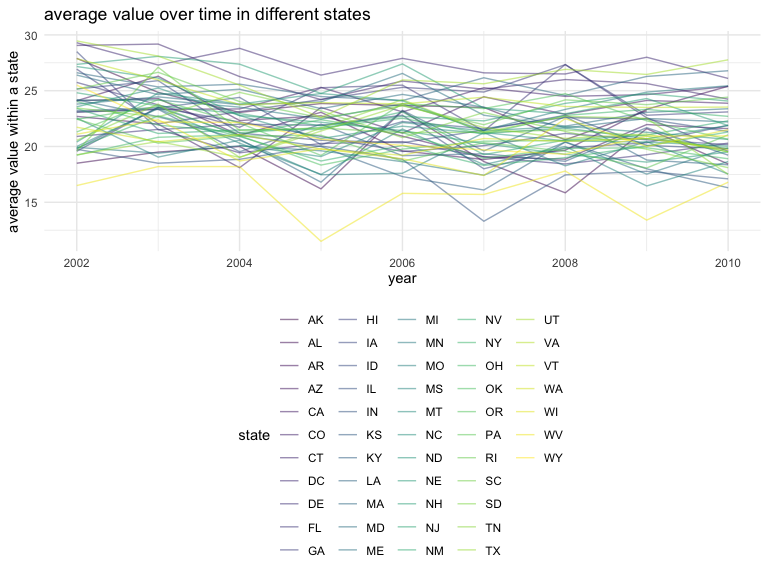 average value over time in different states
average value within a state
30
25
20
15
2002 2004 2006 2008 2010
year
state
AK HI MI NV UT
AL IA MN NY VA
AR ID MO OH VT
AZ IL MS OK WA
CA IN MT OR WI
CO KS NC PA WV
CT KY ND RI WY
DC LA NE SC
DE MA NH SD
FL MD NJ TN
GA ME NM TX